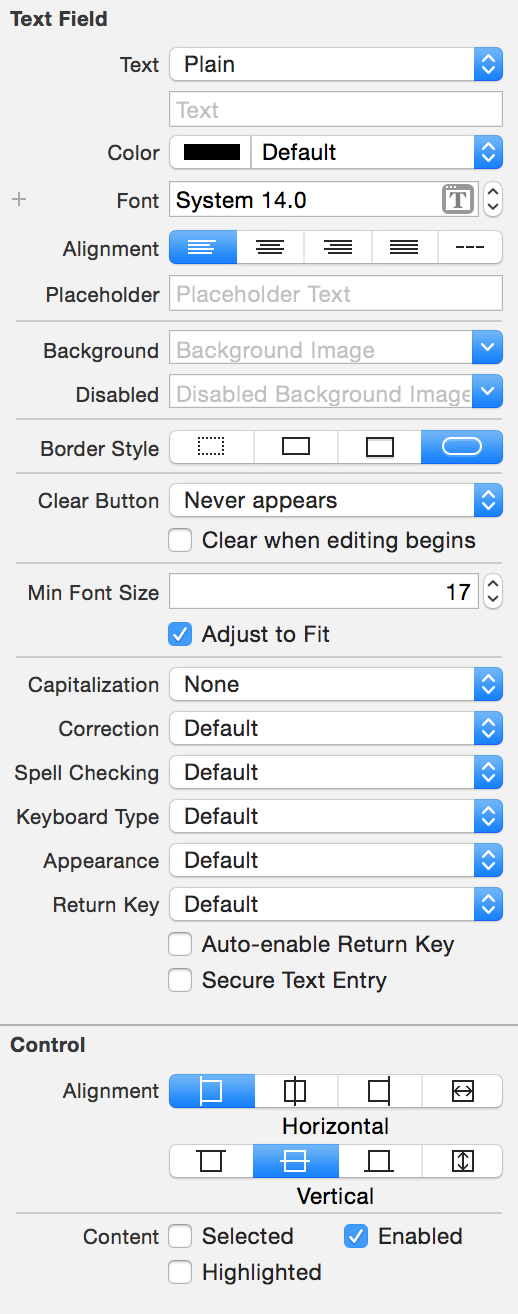 Text Field
Text Plain
Text
Color Default
Font System 14.0 T
Alignment
Placeholder Placeholder Text
Background Background Image
Disabled Disabled Background Image
Border Style
Clear Button Never appears
Clear when editing begins
Min Font Size 17
Adjust to Fit
Capitalization None
Correction Default
Spell Checking Default
Keyboard Type Default
Appearance Default
Return Key Default
Auto-enable Return Key
Secure Text Entry
Control
Alignment
Horizontal
Vertical
Content Selected Enabled
Highlighted